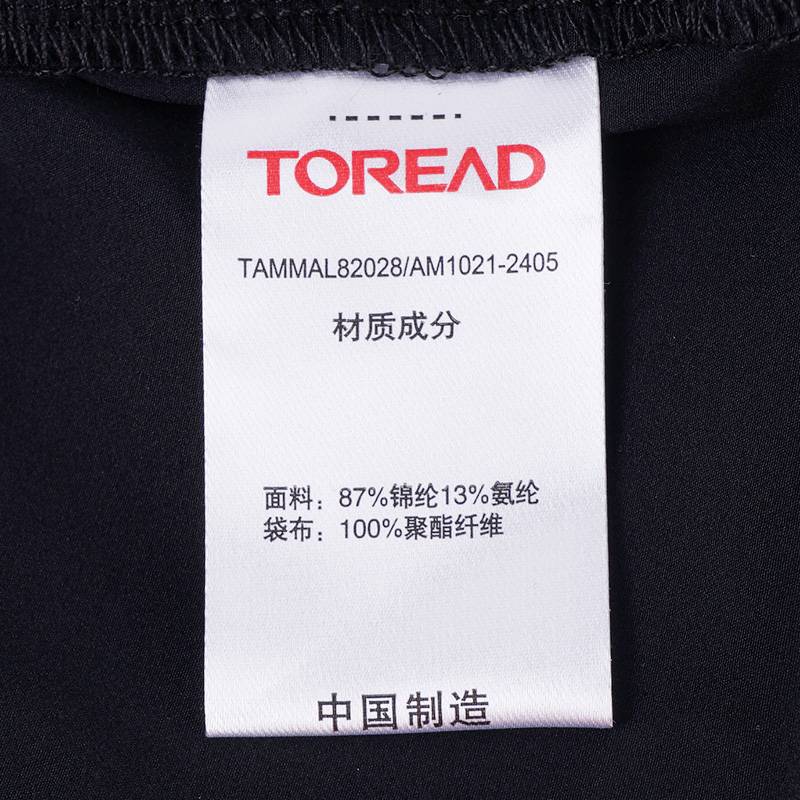 TOREAD
TAMMAL82028/AM1021-2405
材质成分
面料：87%锦纶13%氨纶
袋布：100%聚酯纤维
中国制造